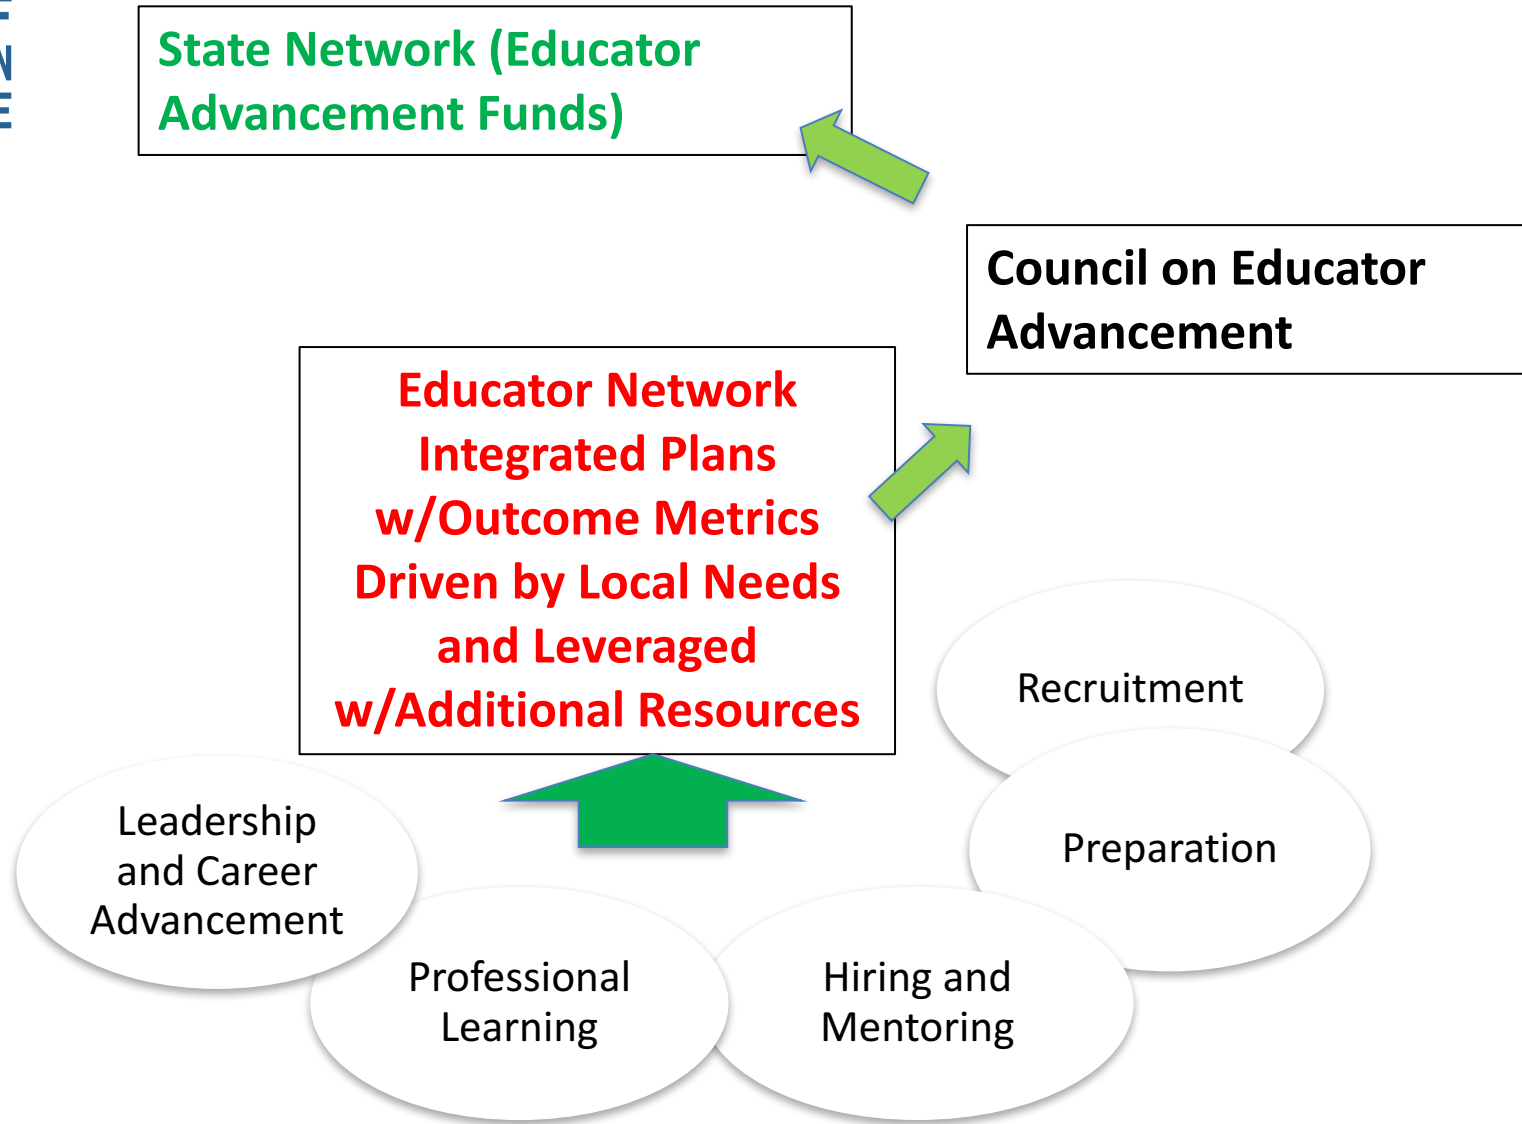 State Network (Educator
Advancement Funds)
Council on Educator
Advancement
Educator Network
Integrated Plans
w/Outcome Metrics
Driven by Local Needs
and Leveraged
w/Additional Resources
Recruitment
Preparation
Leadership
and Career
Advancement
Professional
Learning
Hiring and
Mentoring